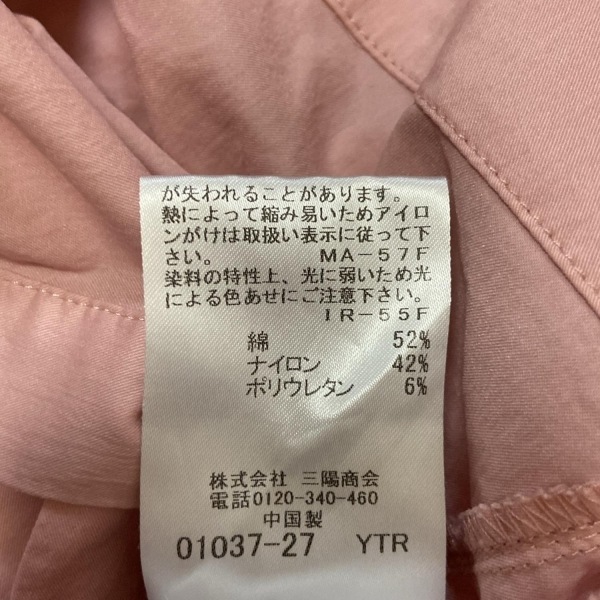 が失われることがあります。
熱によって縮み易いためアイロ
ンがけは取扱い表示に従って下
さい。 MA-57F
染料の特性上、光に弱いため光
による色あせにご注意下さい。
IR-55F
綿 52%
ナイロン 42%
ポリウレタン 6%
株式会社 三陽商会
電話0120-340-460
中国製
01037-27 YTR